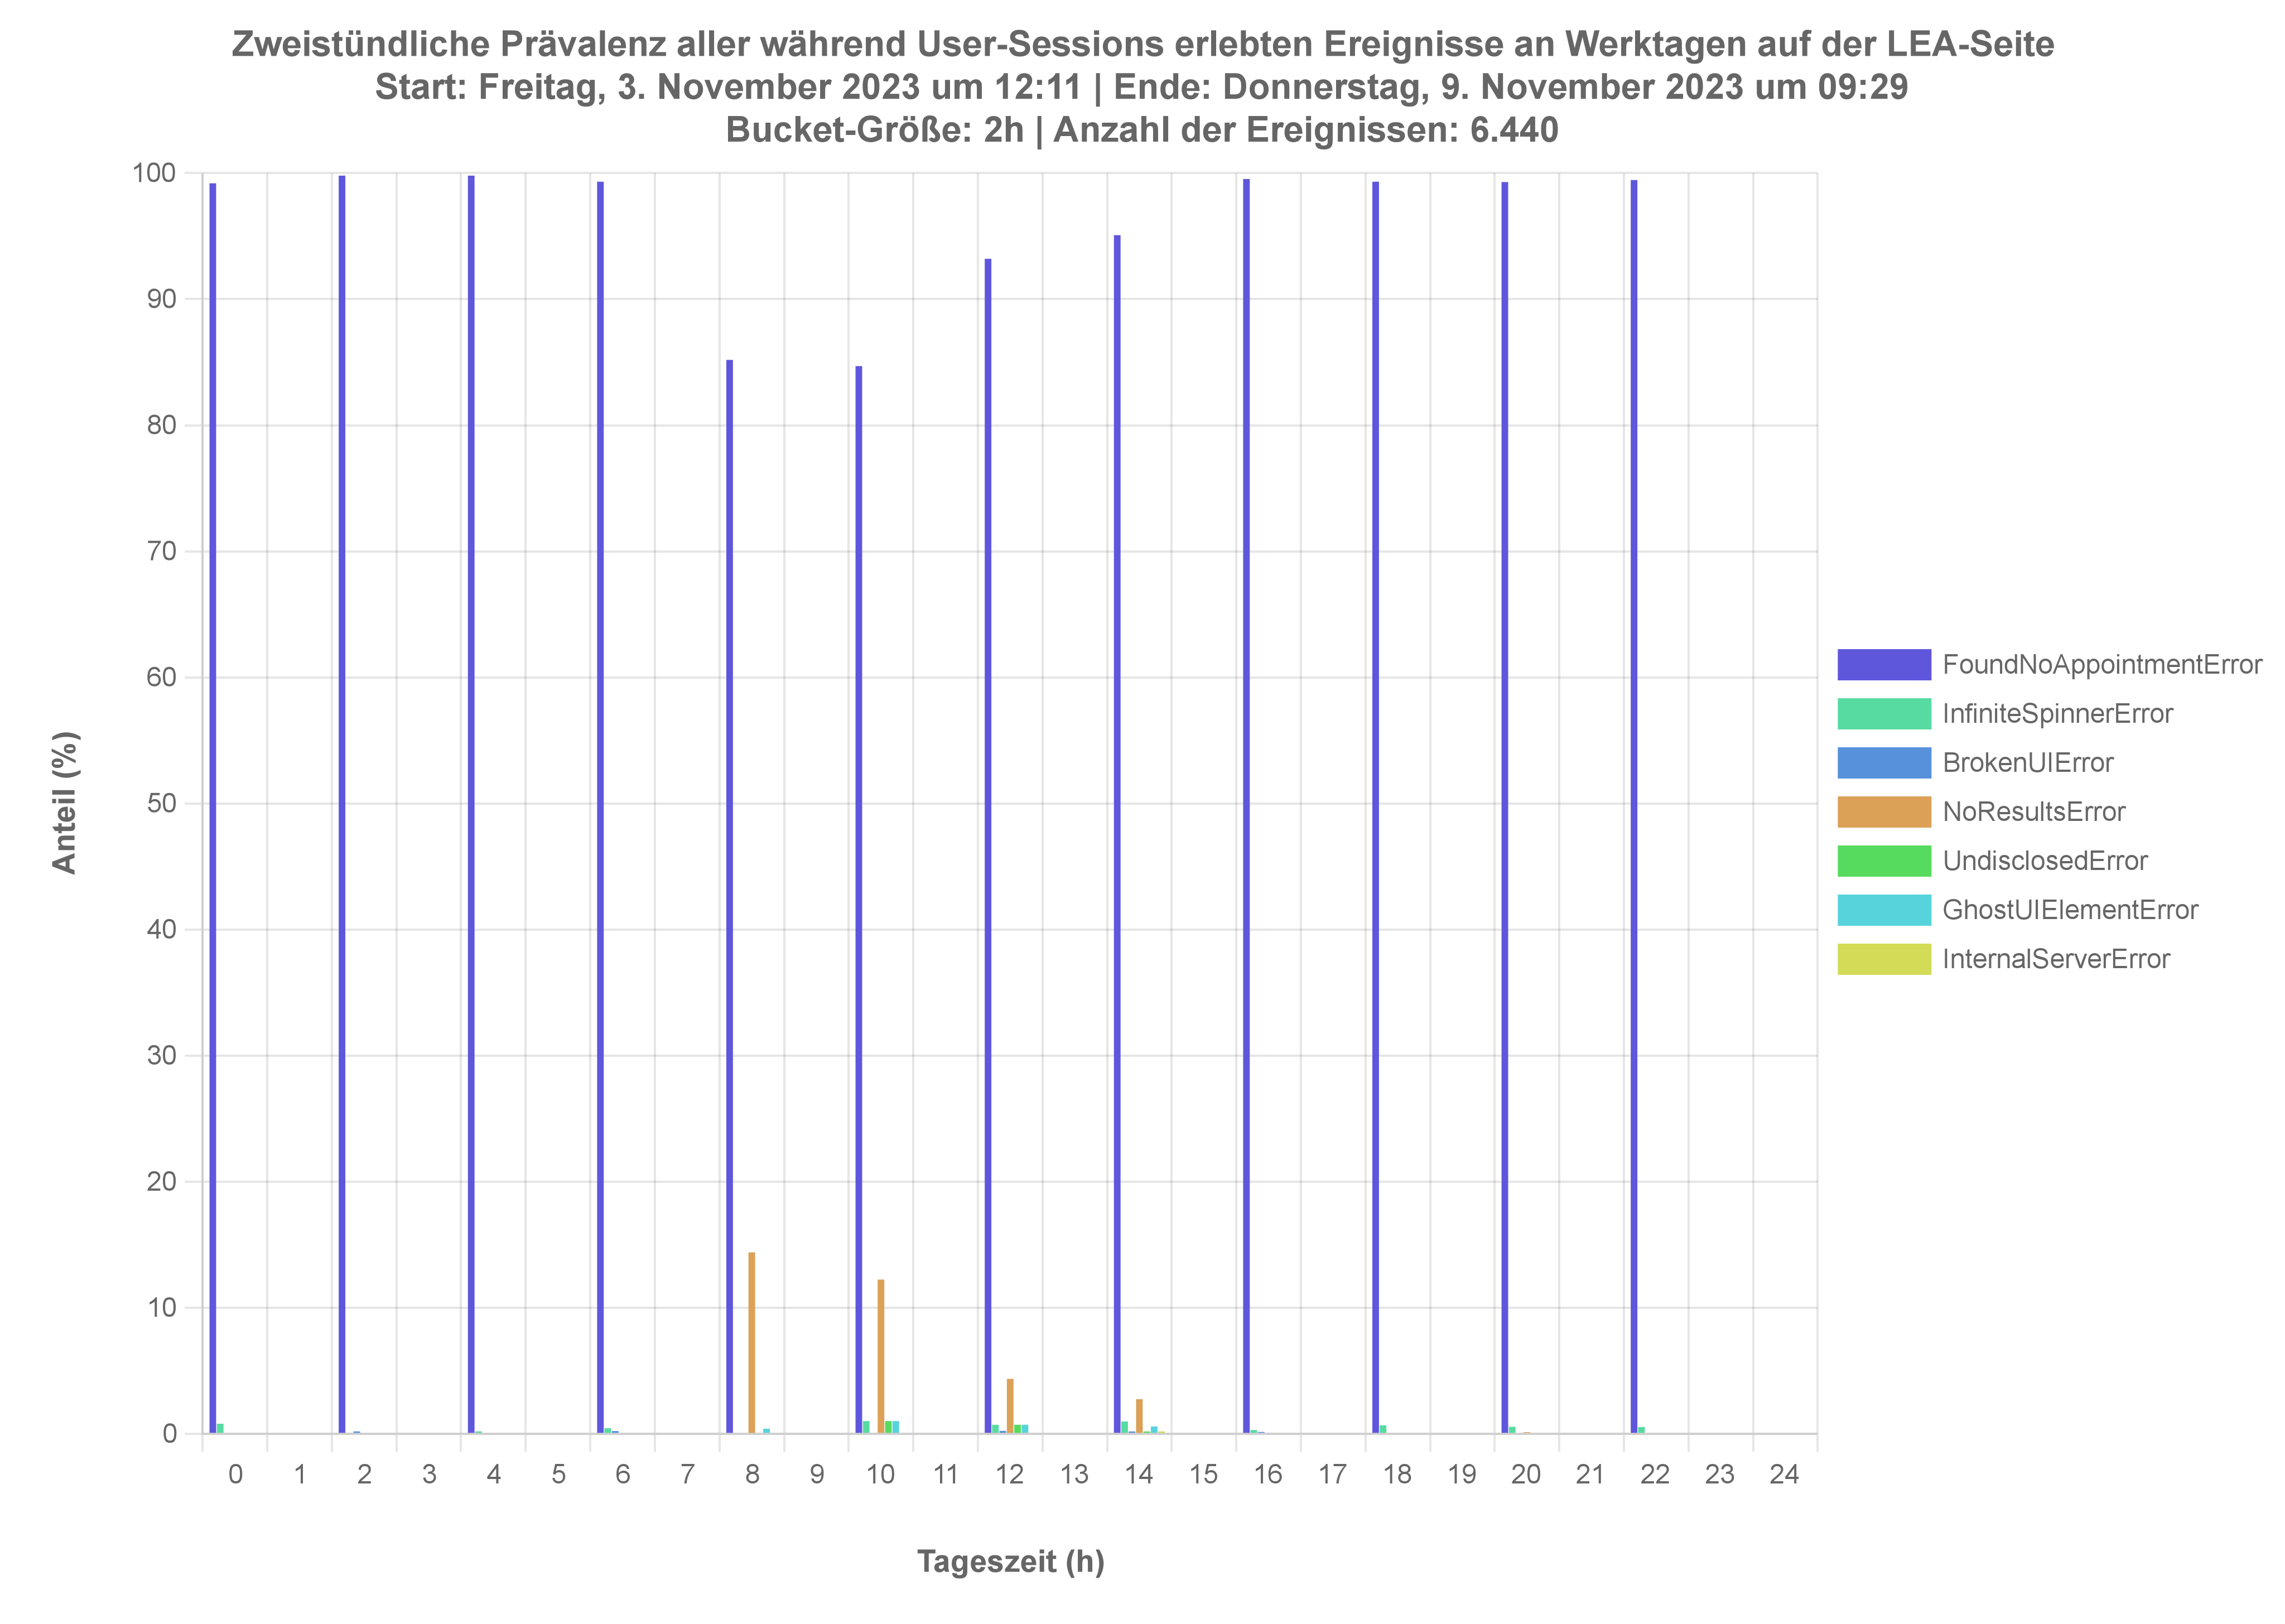 Zweistündliche Prävalenz aller während User-Sessions erlebten Ereignisse an Werktagen auf der LEA-Seite
Start: Freitag, 3. November 2023 um 12:11 | Ende: Donnerstag, 9. November 2023 um 09:29
Bucket-Größe: 2h | Anzahl der Ereignissen: 6.440
100
90
80
70
60
50
40
30
20
10
0
Anteil (%)
0 1 2 3 4 5 6 7 8 9 10 11 12 13 14 15 16 17 18 19 20 21 22 23 24
Tageszeit (h)
FoundNoAppointmentError
InfiniteSpinnerError
BrokenUIError
NoResultsError
UndisclosedError
GhostUIElementError
InternalServerError